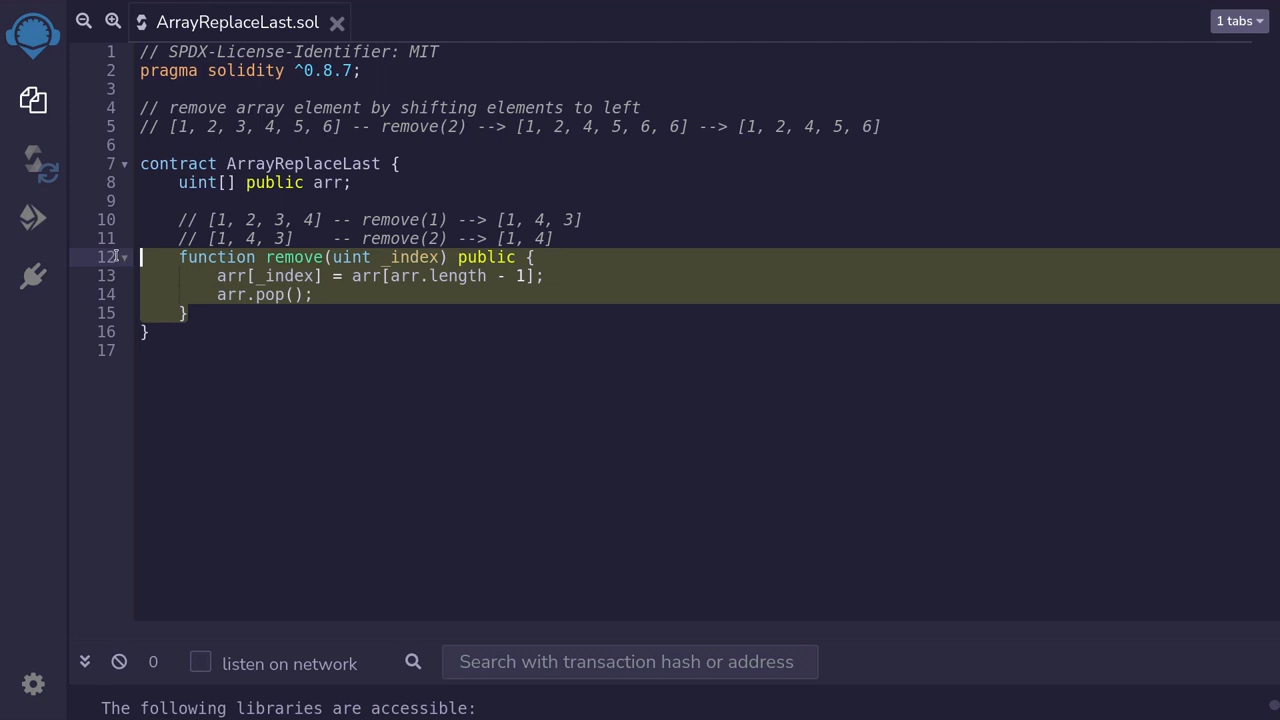 ArrayReplaceLast.sol
1 tabs
1 // SPDX-License-Identifier: MIT
2 pragma solidity ^0.8.7;
3
4 // remove array element by shifting elements to left
5 // [1, 2, 3, 4, 5, 6] -- remove(2) --> [1, 2, 4, 5, 6, 6] --> [1, 2, 4, 5, 6]
6
7 contract ArrayReplaceLast {
8     uint[] public arr;
9
10     // [1, 2, 3, 4] -- remove(1) --> [1, 4, 3]
11     // [1, 4, 3]    -- remove(2) --> [1, 4]
12     function remove(uint _index) public {
13         arr[_index] = arr[arr.length - 1];
14         arr.pop();
15     }
16 }
17
0 listen on network Search with transaction hash or address
The following libraries are accessible: